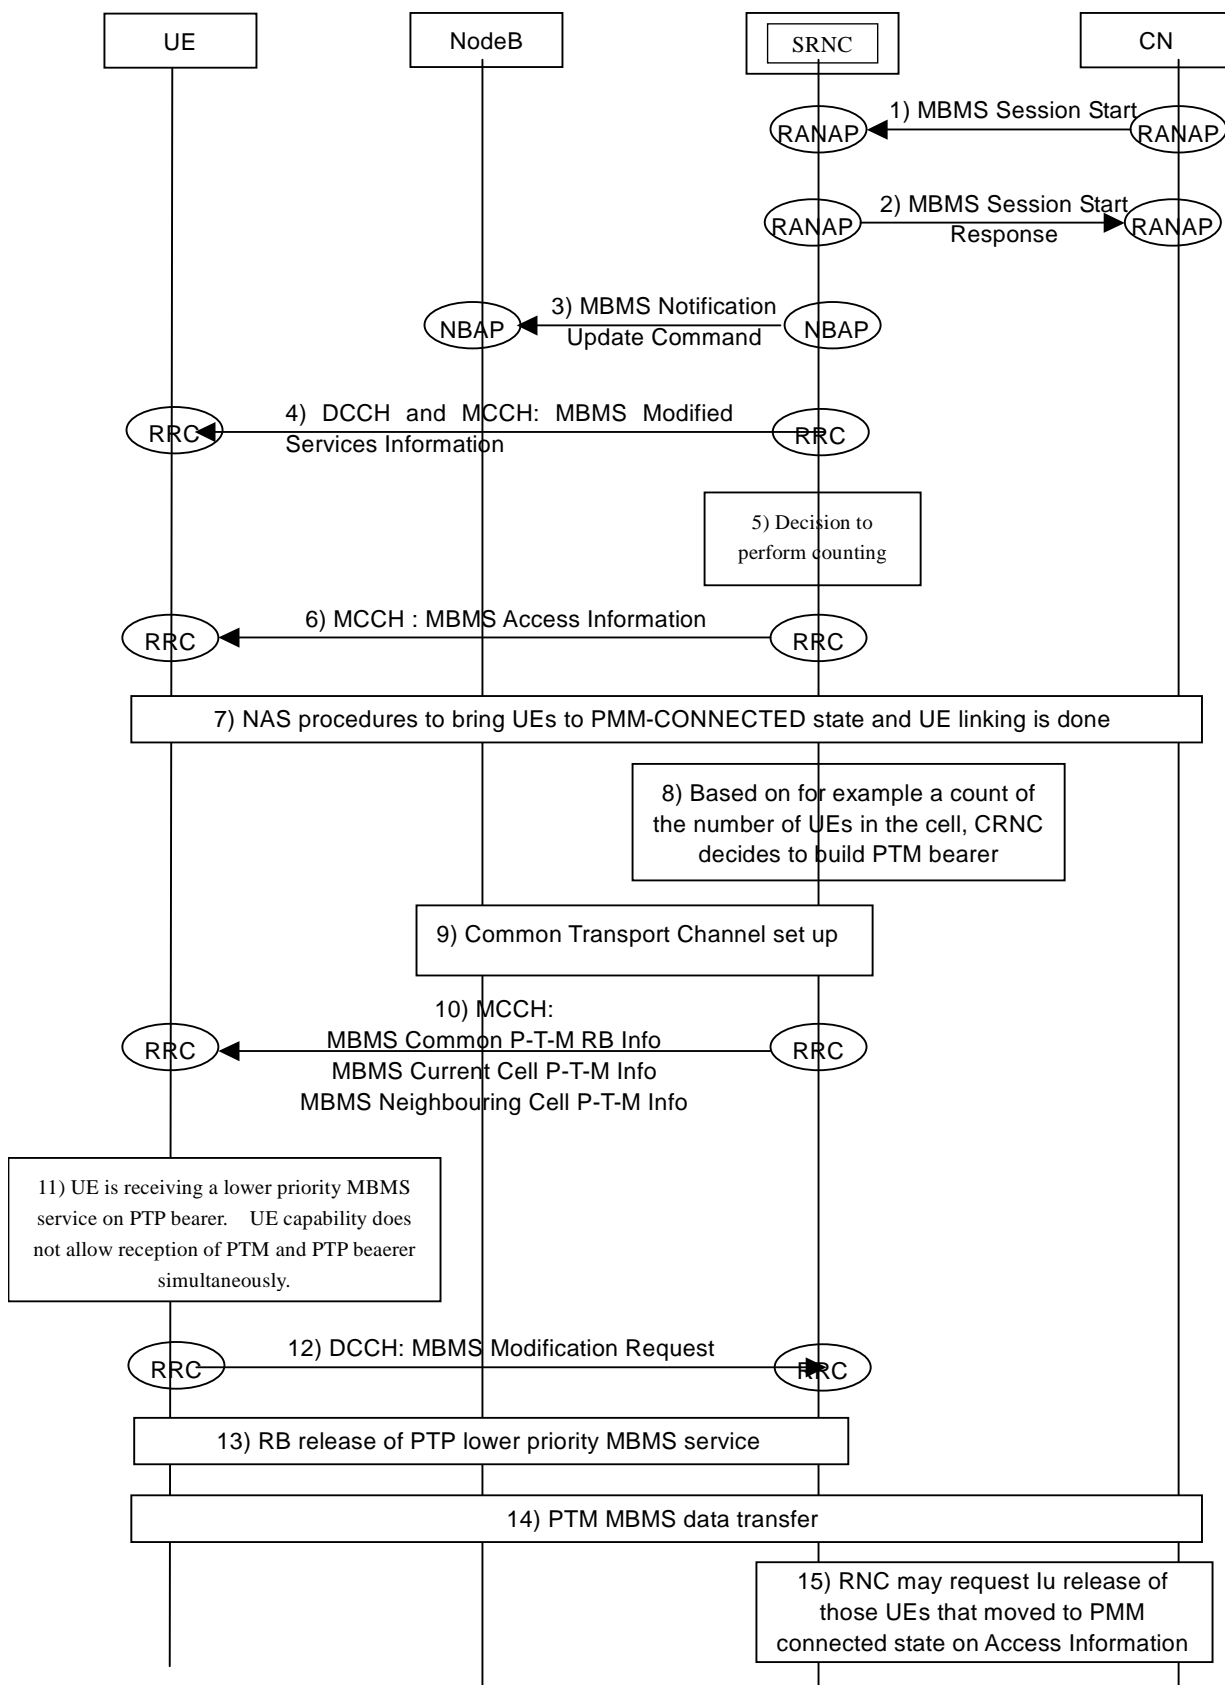 UE
NodeB
SRNC
CN
1) MBMS Session Start
RANAP
RANAP
2) MBMS Session Start
Response
RANAP
RANAP
3) MBMS Notification
Update Command
NBAP
NBAP
4) DCCH and MCCH: MBMS Modified
Services Information
RRC
RRC
5) Decision to
perform counting
6) MCCH : MBMS Access Information
RRC
RRC
7) NAS procedures to bring UEs to PMM-CONNECTED state and UE linking is done
8) Based on for example a count of
the number of UEs in the cell, CRNC
decides to build PTM bearer
9) Common Transport Channel set up
10) MCCH:
MBMS Common P-T-M RB Info
MBMS Current Cell P-T-M Info
MBMS Neighbouring Cell P-T-M Info
RRC
RRC
11) UE is receiving a lower priority MBMS
service on PTP bearer. UE capability does
not allow reception of PTM and PTP beaerer
simultaneously.
12) DCCH: MBMS Modification Request
RRC
RRC
13) RB release of PTP lower priority MBMS service
14) PTM MBMS data transfer
15) RNC may request Iu release of
those UEs that moved to PMM
connected state on Access Information